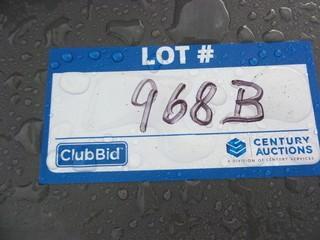 LOT #
968B
ClubBid
CENTURY
AUCTIONS
A DIVISION OF CENTURY SERVICES